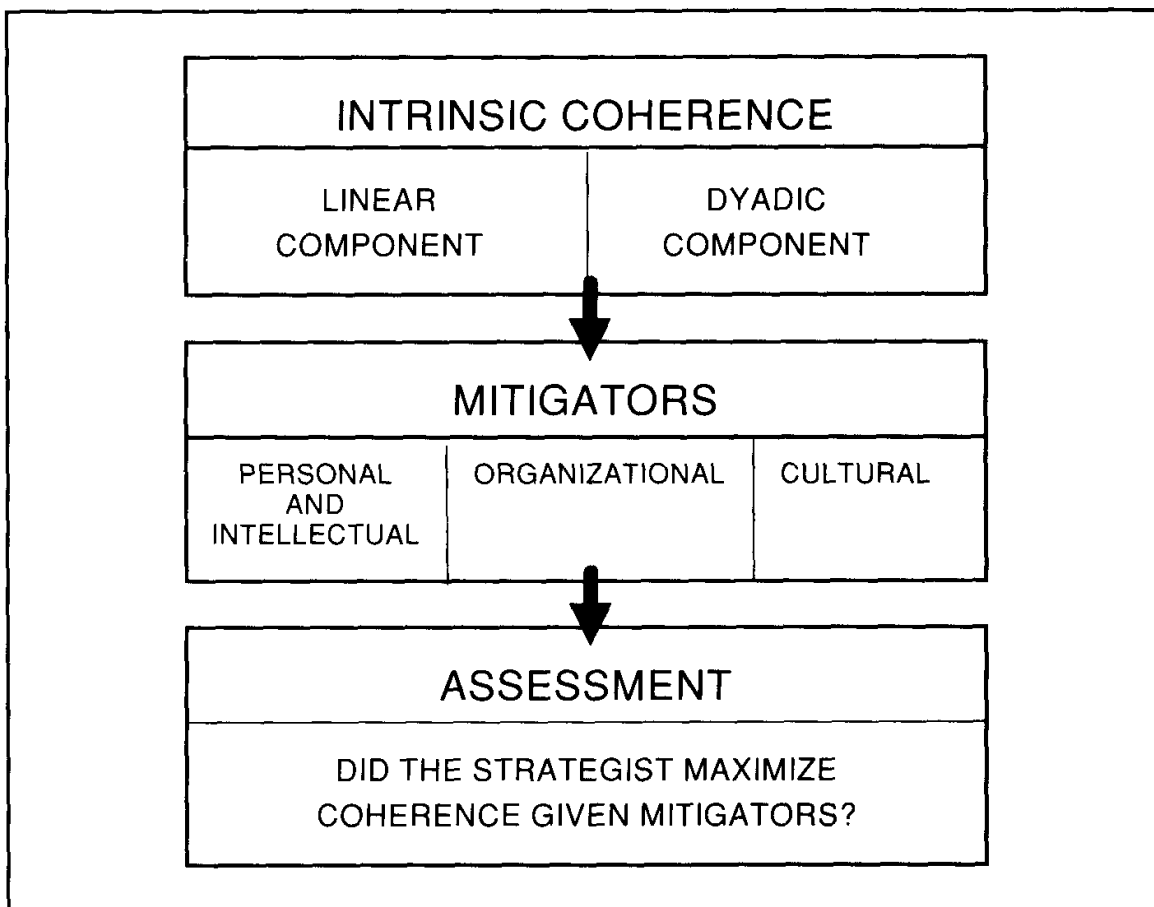 INTRINSIC COHERENCE
LINEAR
COMPONENT
DYADIC
COMPONENT
MITIGATORS
PERSONAL
AND
INTELLECTUAL
ORGANIZATIONAL
CULTURAL
ASSESSMENT
DID THE STRATEGIST MAXIMIZE
COHERENCE GIVEN MITIGATORS?